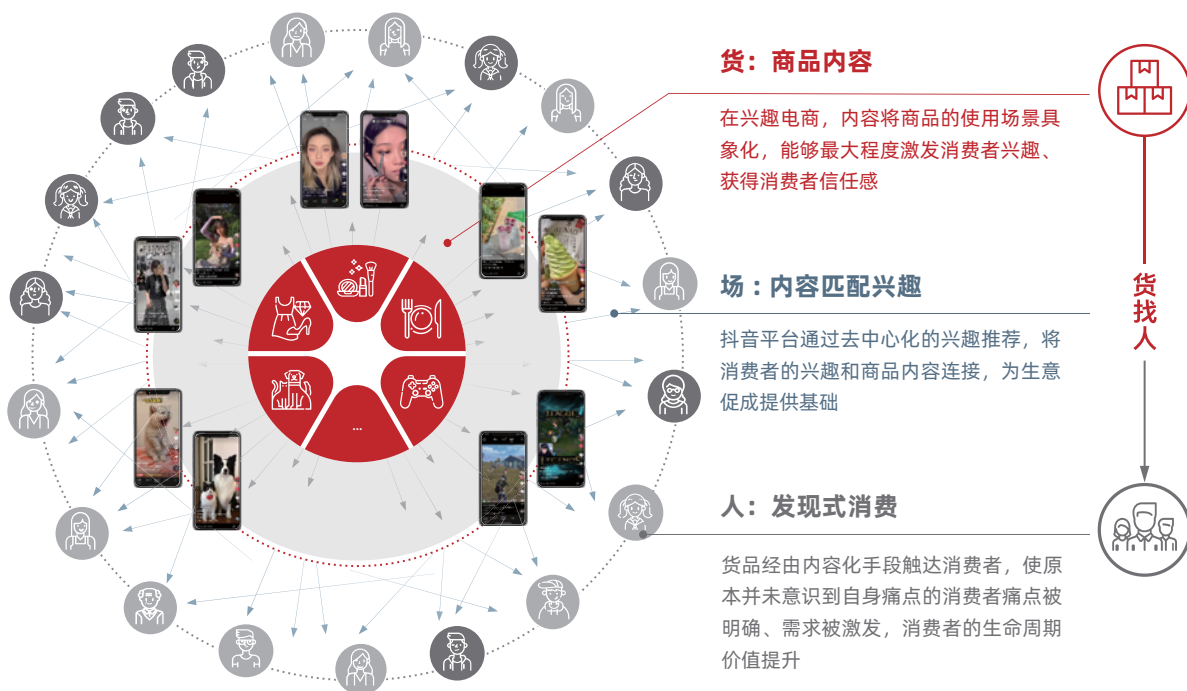 货：商品内容
在兴趣电商，内容将商品的使用场景具
象化，能够最大程度激发消费者兴趣、
获得消费者信任感
场：内容匹配兴趣
抖音平台通过去中心化的兴趣推荐，将
消费者的兴趣和商品内容连接，为生意
促成提供基础
人：发现式消费
货品经由内容化手段触达消费者，使原
本并未意识到自身痛点的消费者痛点被
明确、需求被激发，消费者的生命周期
价值提升
货找人
...